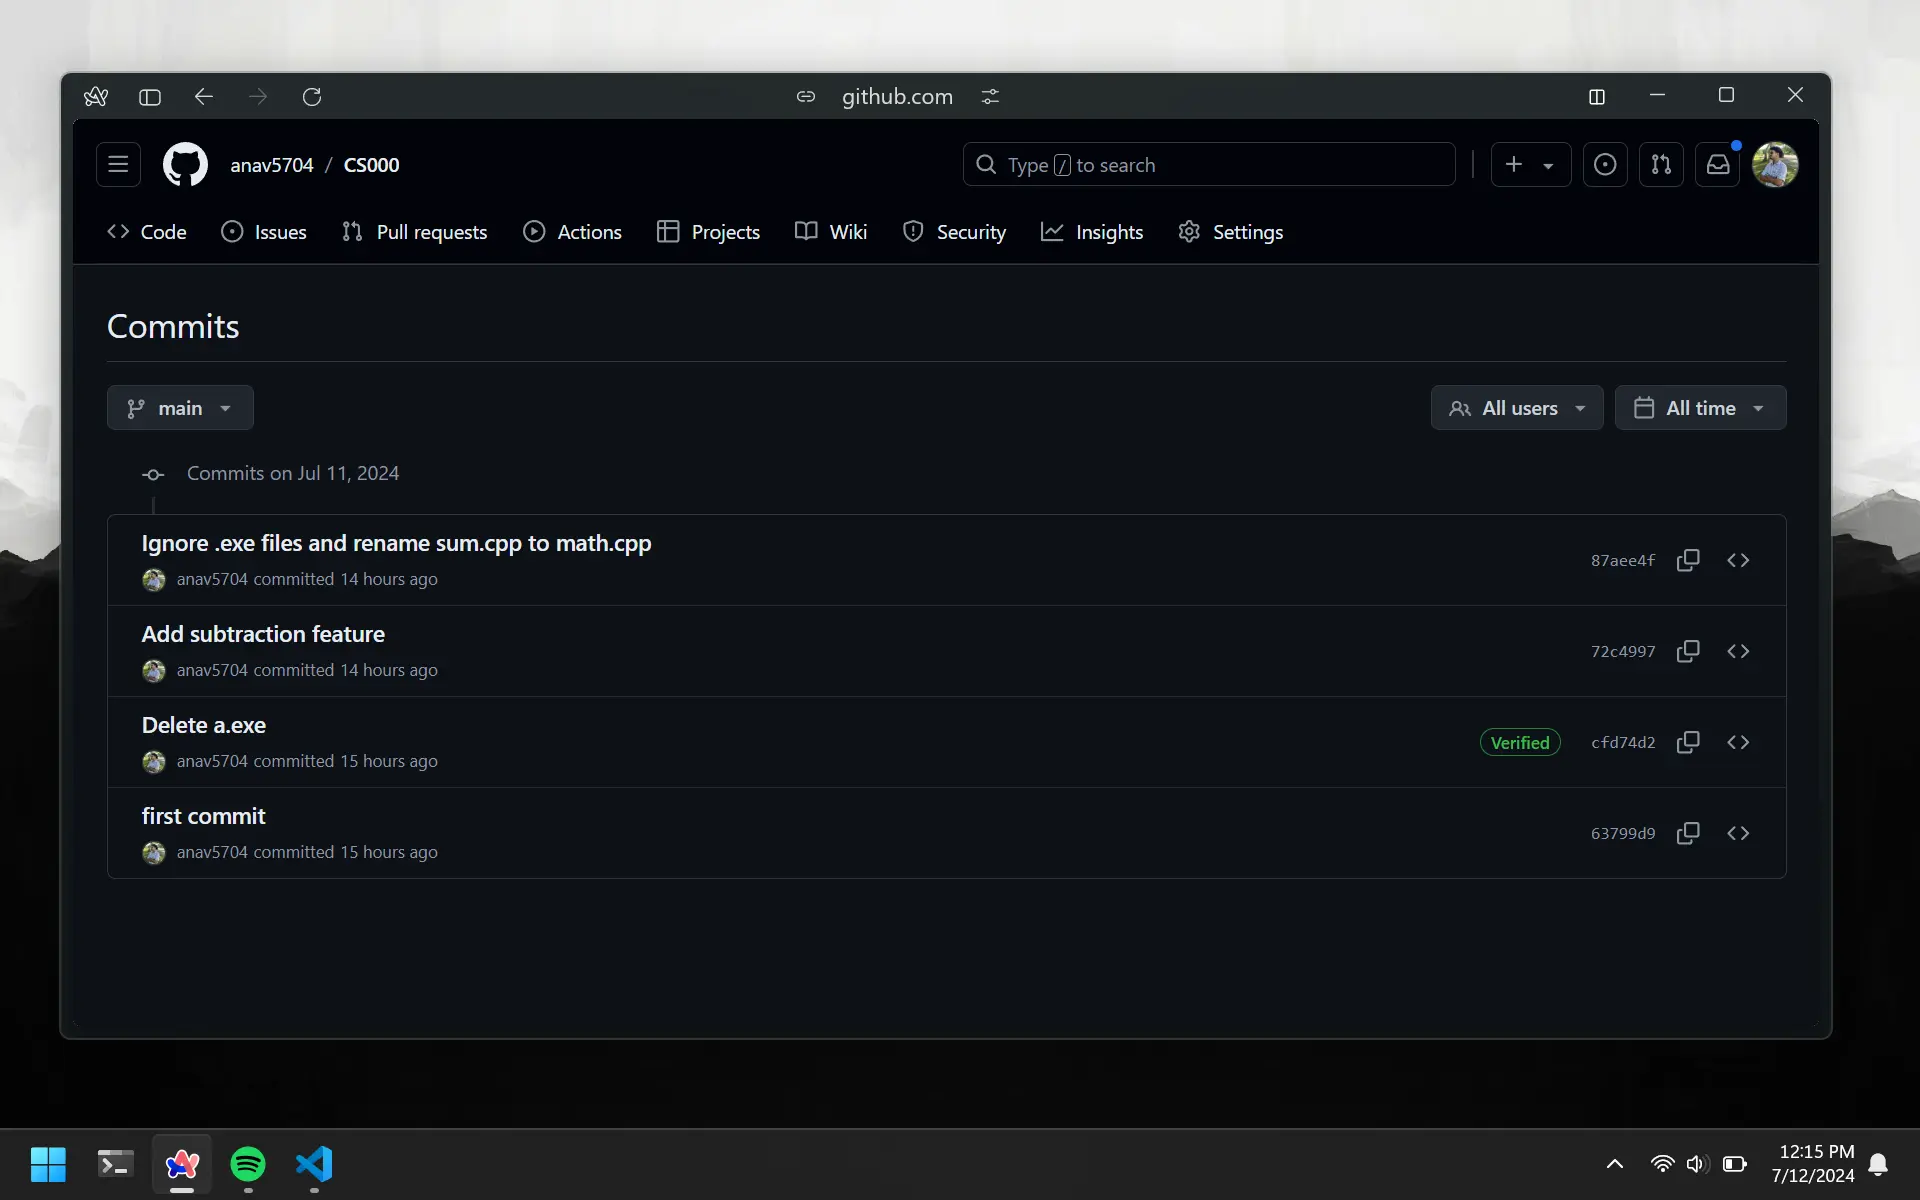 github.com
anav5704 / CS000
Type / to search
Code Issues Pull requests Actions Projects Wiki Security Insights Settings
Commits
main
All users All time
Commits on Jul 11, 2024
Ignore .exe files and rename sum.cpp to math.cpp
anav5704 committed 14 hours ago
87aee4f
Add subtraction feature
anav5704 committed 14 hours ago
72c4997
Delete a.exe
anav5704 committed 15 hours ago
Verified cfd74d2
first commit
anav5704 committed 15 hours ago
63799d9
12:15 PM
7/12/2024